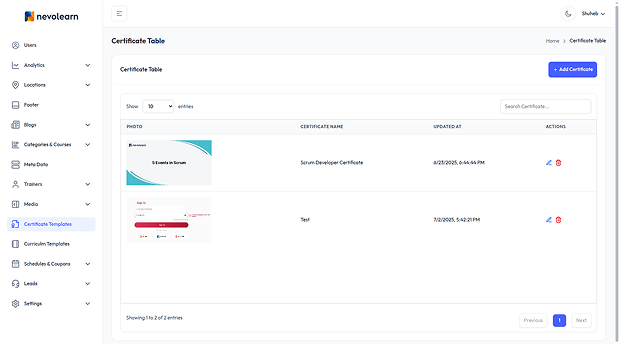 nevolearn
Shuheb
Users
Analytics
Locations
Footer
Blogs
Categories & Courses
Meta Data
Trainers
Media
Certificate Templates
Curriculm Templates
Schedules & Coupons
Leads
Settings
Certificate Table
Home > Certificate Table
Certificate Table
+ Add Certificate
Show 10 entries
Search Certificate...
PHOTO CERTIFICATE NAME UPDATED AT ACTIONS
nevolearn
5 Events in Scrum
Scrum Developer Certificate 6/23/2025, 6:44:44 PM
Sign In
Test 7/2/2025, 5:42:21 PM
Showing 1 to 2 of 2 entries
Previous 1 Next